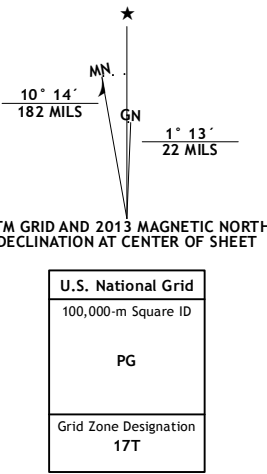 MN
10° 14´
182 MILS
GN
1° 13´
22 MILS
TM GRID AND 2013 MAGNETIC NORTH
DECLINATION AT CENTER OF SHEET
U.S. National Grid
100,000-m Square ID
PG
Grid Zone Designation
17T